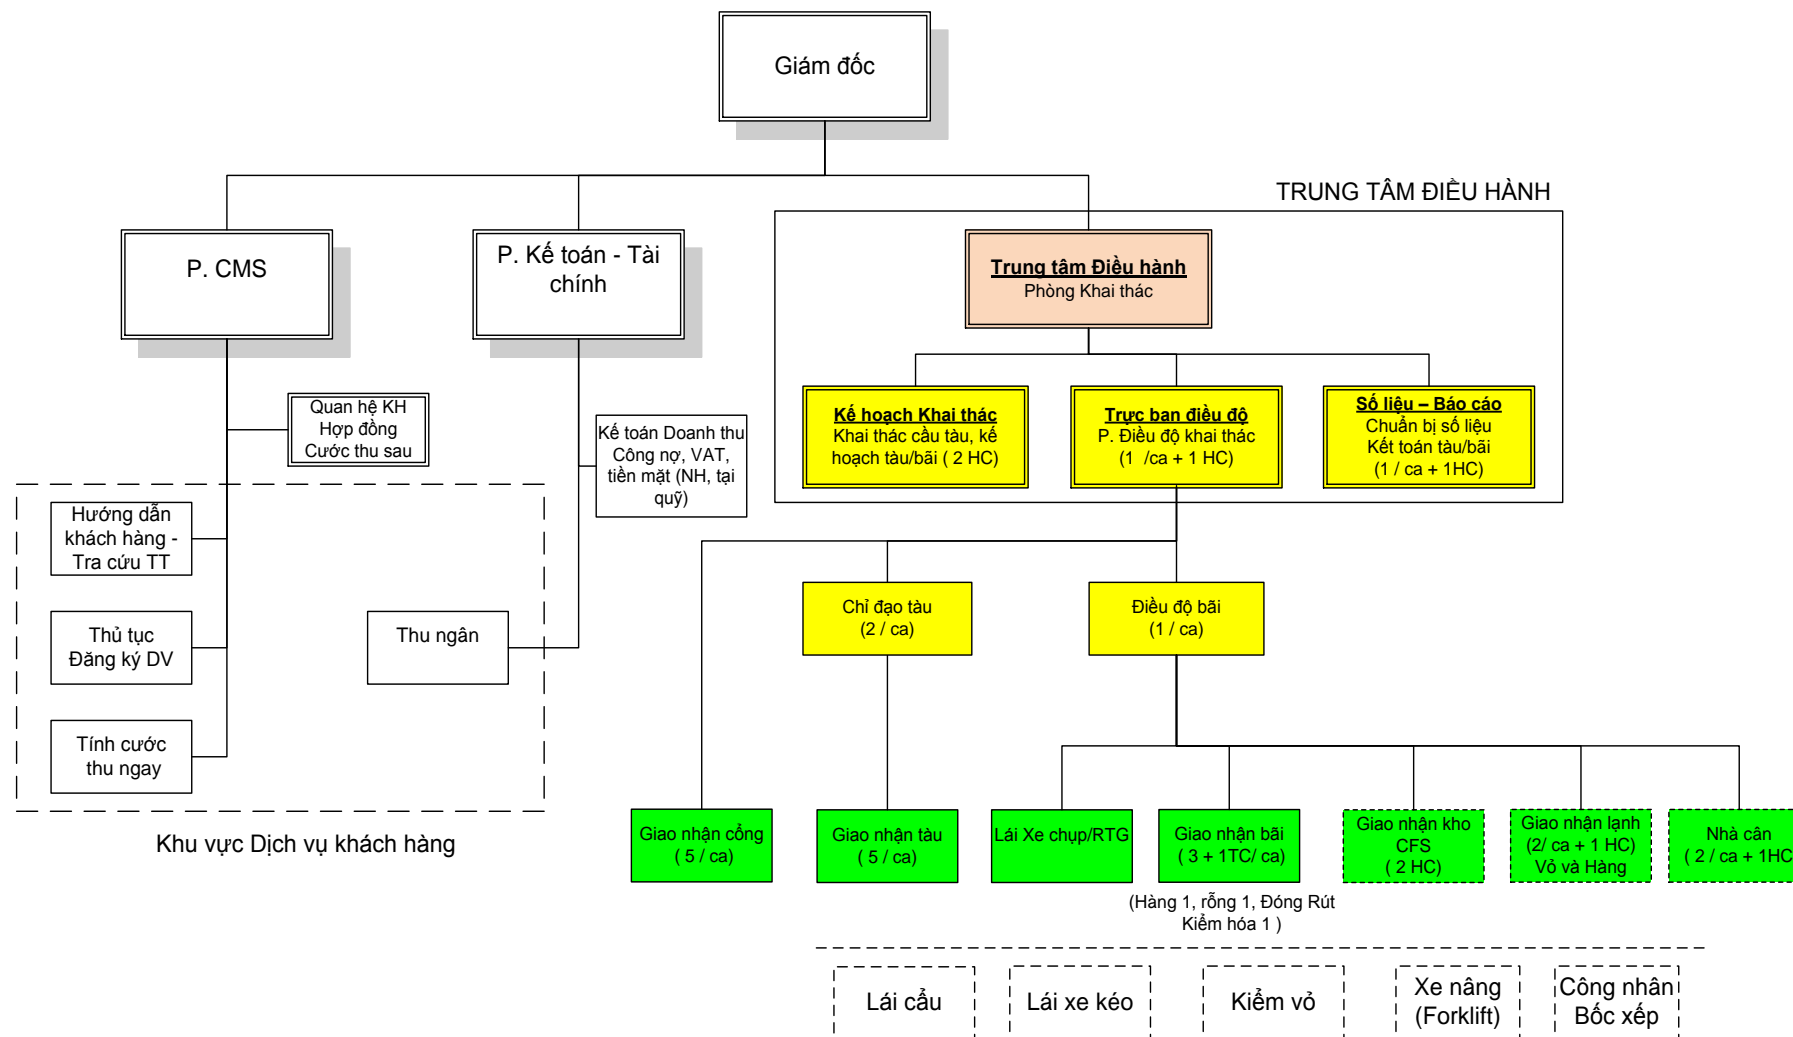 Giám đốc
TRUNG TÂM ĐIỀU HÀNH
P. CMS
P. Kế toán - Tài
chính
Trung tâm Điều hành
Phòng Khai thác
Quan hệ KH
Hợp đồng
Cước thu sau
Kế toán Doanh thu
Công nợ, VAT,
tiền mặt (NH, tại
quỹ)
Kế hoạch Khai thác
Khai thác cầu tàu, kế
hoạch tàu/bãi ( 2 HC)
Trực ban điều độ
P. Điều độ khai thác
(1 /ca + 1 HC)
Số liệu – Báo cáo
Chuẩn bị số liệu
Kết toán tàu/bãi
(1 / ca + 1HC)
Hướng dẫn
khách hàng -
Tra cứu TT
Thủ tục
Đăng ký DV
Thu ngân
Chỉ đạo tàu
(2 / ca)
Điều độ bãi
(1 / ca)
Tính cước
thu ngay
Khu vực Dịch vụ khách hàng
Giao nhận cổng
( 5 / ca)
Giao nhận tàu
( 5 / ca)
Lái Xe chụp/RTG
Giao nhận bãi
( 3 + 1TC/ ca)
Giao nhận kho
CFS
( 2 HC)
Giao nhận lạnh
(2/ ca + 1 HC)
Vỏ và Hàng
Nhà cân
( 2 / ca + 1HC
(Hàng 1, rỗng 1, Đóng Rút
Kiểm hóa 1 )
Lái cẩu
Lái xe kéo
Kiểm vỏ
Xe nâng
(Forklift)
Công nhân
Bốc xếp